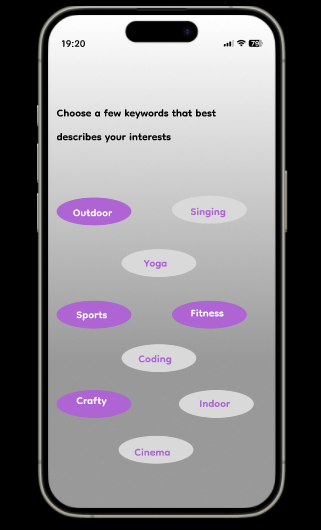 19:20
79
Choose a few keywords that best
describes your interests
Outdoor
Singing
Yoga
Sports
Fitness
Coding
Crafty
Indoor
Cinema